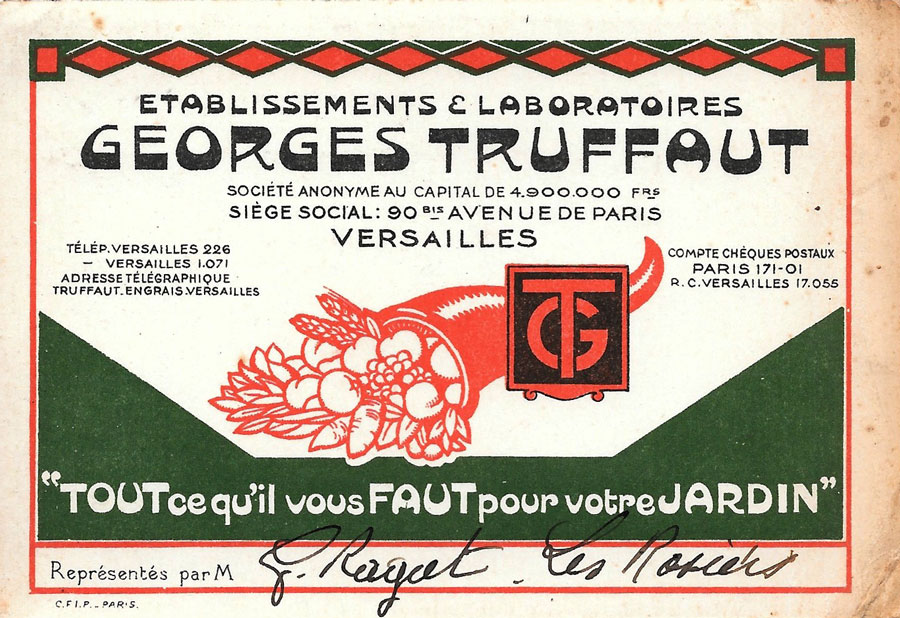 ETABLISSEMENTS & LABORATOIRES
GEORGES TRUFFAUT
SOCIÉTÉ ANONYME AU CAPITAL DE 4.900.000 FRS
SIÈGE SOCIAL: 90 BIS AVENUE DE PARIS
VERSAILLES
TÉLÉP. VERSAILLES 226
— VERSAILLES 1.071
ADRESSE TÉLÉGRAPHIQUE
TRUFFAUT.ENGRAIS.VERSAILLES
COMPTE CHÈQUES POSTAUX
PARIS 171-01
R.C. VERSAILLES 17.055
TG
"TOUT ce qu'il vous FAUT pour votre JARDIN"
Représentés par M G. Ragot - Les Rosiers
C.F.I.P. - PARIS.